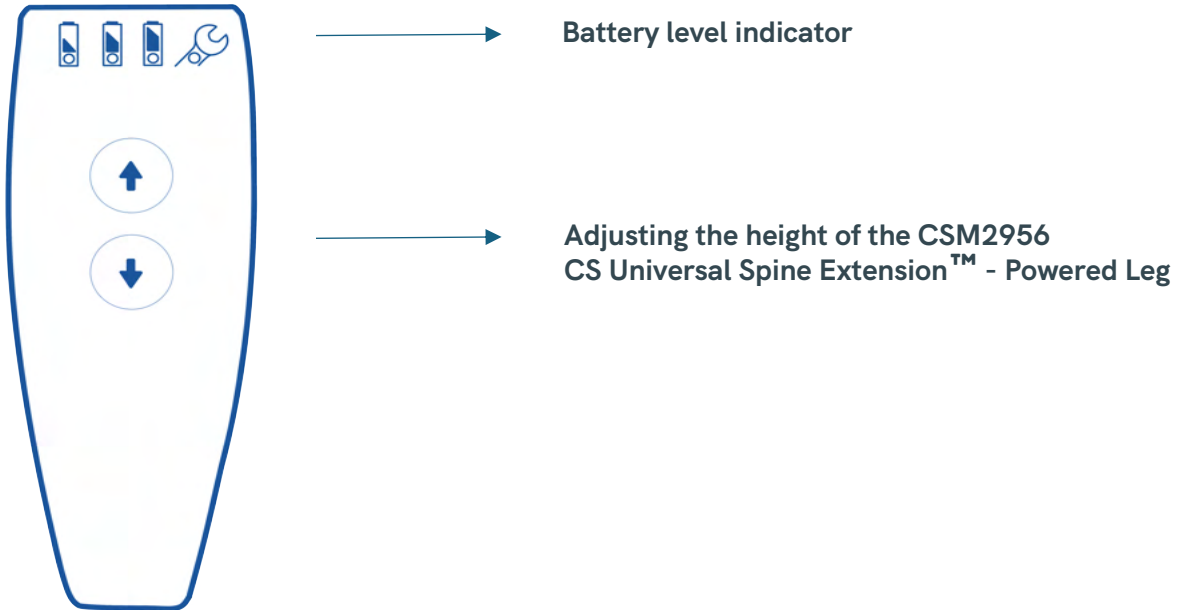 Battery level indicator
Adjusting the height of the CSM2956
CS Universal Spine Extension™ - Powered Leg